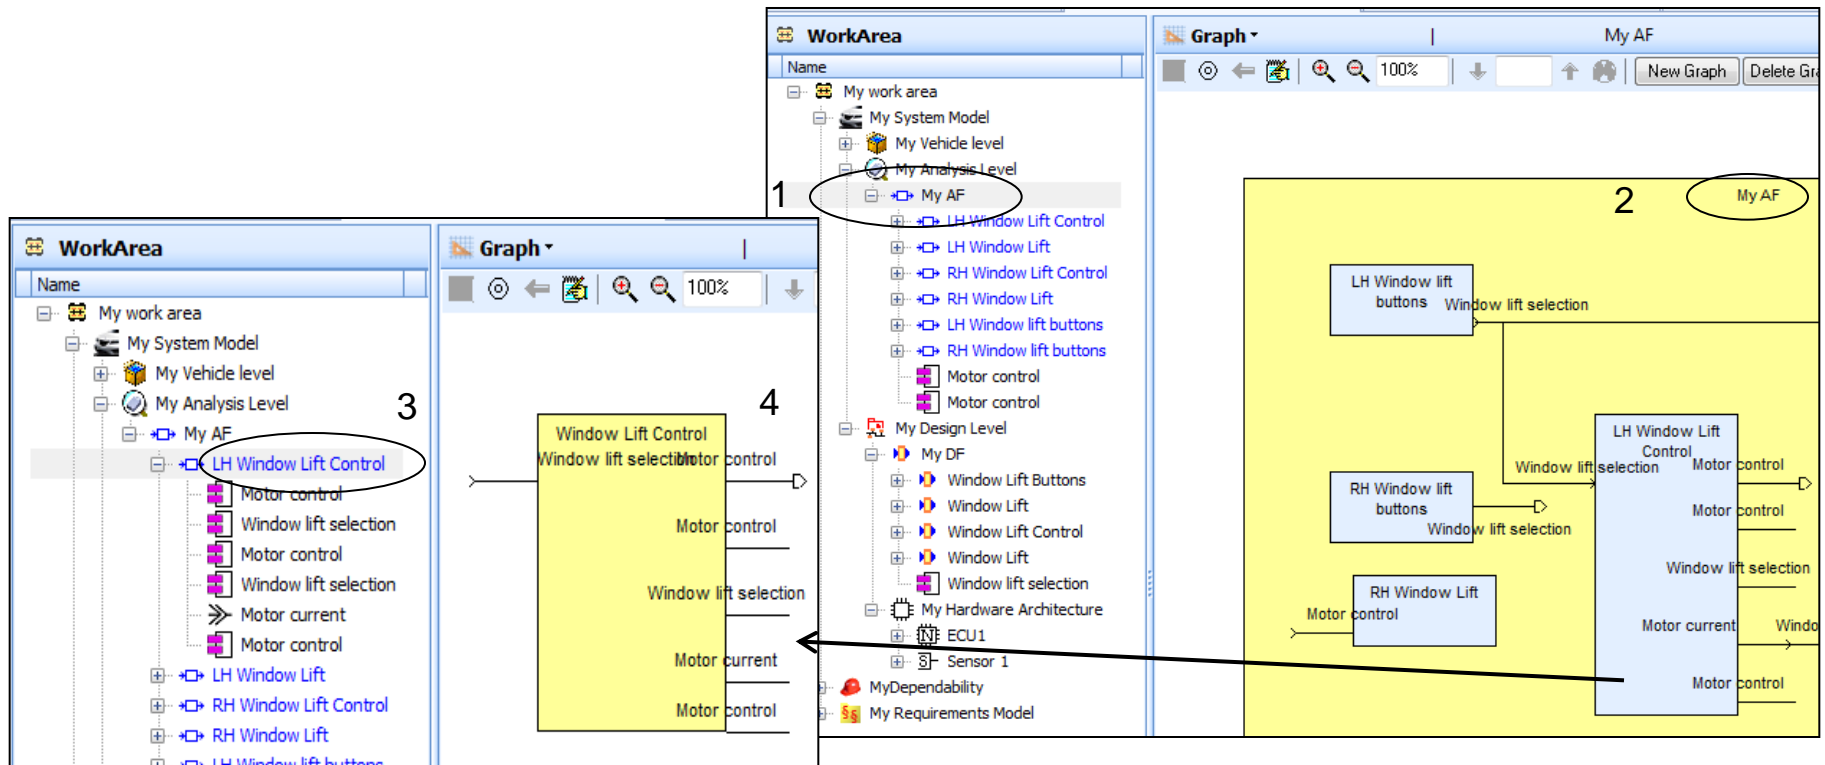 WorkArea
Name
My work area
My System Model
My Vehicle level
My Analysis Level
1
My AF
LH Window Lift Control
LH Window Lift
RH Window Lift Control
RH Window Lift
LH Window lift buttons
RH Window lift buttons
Motor control
Motor control
My Design Level
My DF
Window Lift Buttons
Window Lift
Window Lift Control
Window Lift
Window lift selection
My Hardware Architecture
ECU1
Sensor 1
MyDependability
My Requirements Model
Graph
My AF
100%
New Graph
Delete Gra
2
My AF
LH Window lift
buttons
Window lift selection
LH Window Lift
Control
Window lift selection
Motor control
RH Window lift
buttons
Window lift selection
Motor control
Window lift selection
RH Window Lift
Motor control
Motor current
Windo
Motor control
WorkArea
Name
My work area
My System Model
My Vehicle level
My Analysis Level
3
My AF
LH Window Lift Control
Motor control
Window lift selection
Motor control
Window lift selection
Motor current
Motor control
LH Window Lift
RH Window Lift Control
RH Window Lift
LH Window lift buttons
Graph
100%
4
Window Lift Control
Window lift selection
Motor control
Motor control
Window lift selection
Motor current
Motor control